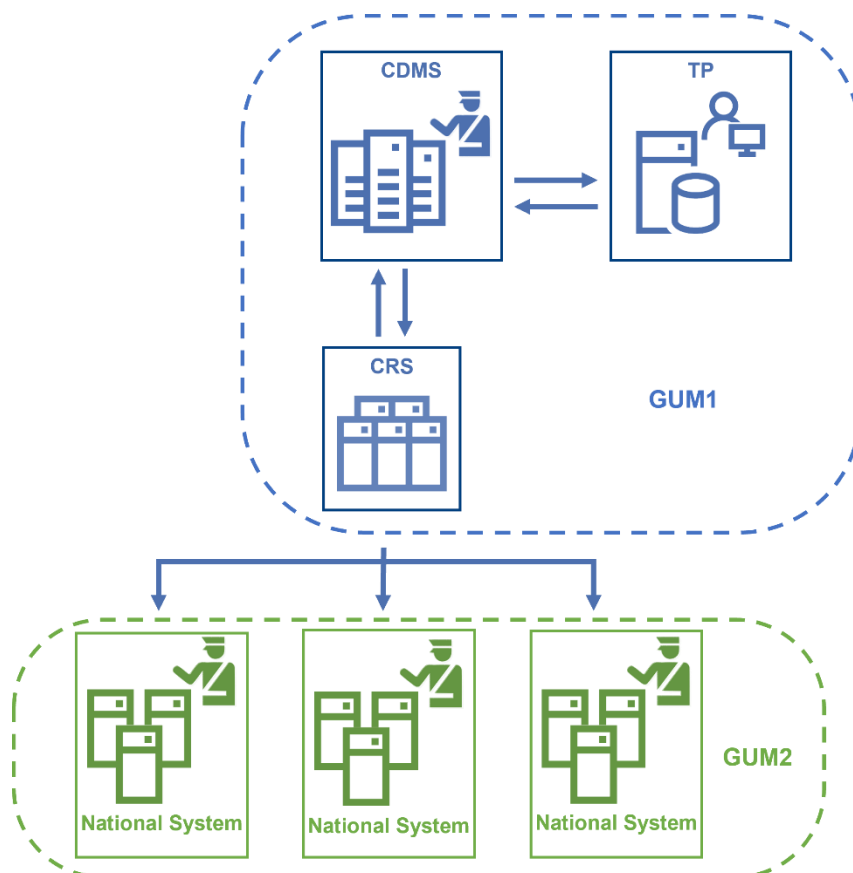 CDMS
TP
CRS
GUM1
GUM2
National System
National System
National System